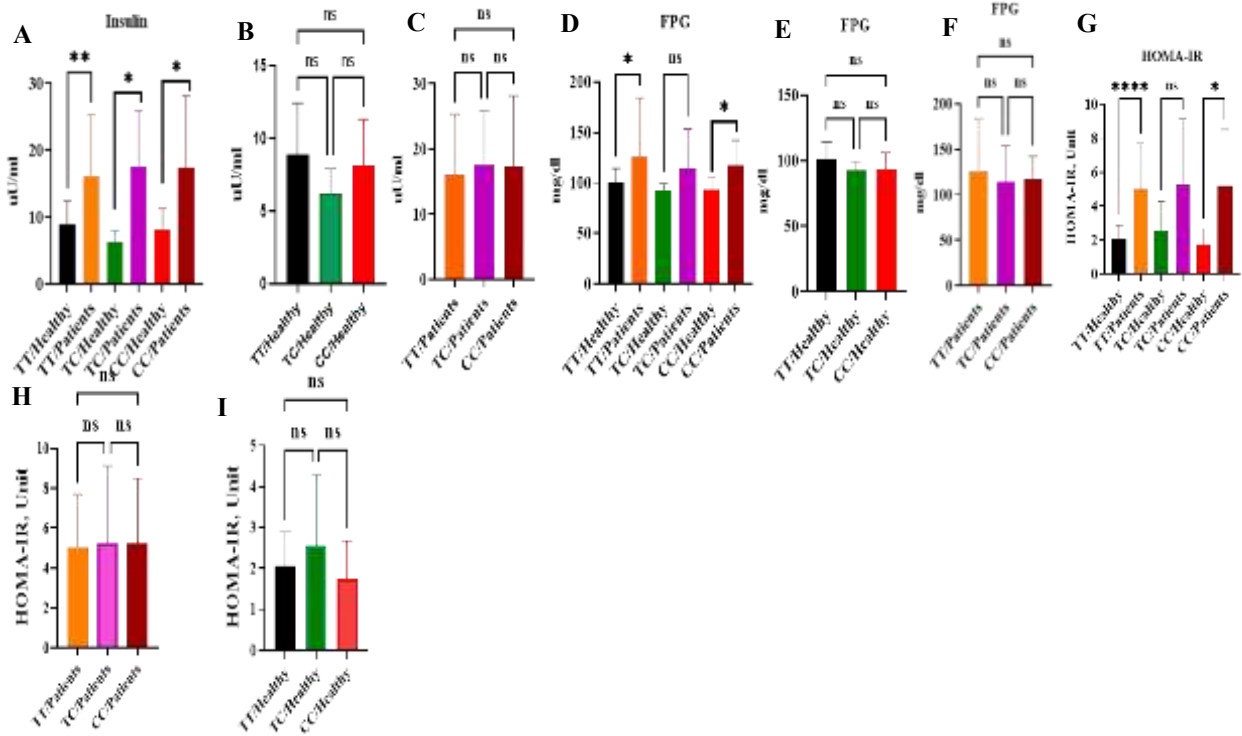 A
Insulin
** * *
30
20
10
0
uU/ml
TT/Healthy
TT/Patients
TC/Healthy
TC/Patients
CC/Healthy
CC/Patients
B
ns
ns ns
15
10
5
0
uU/ml
TT/Healthy
TC/Healthy
CC/Healthy
C
ns
ns ns
30
20
10
0
uU/ml
TT/Patients
TC/Patients
CC/Patients
D
FPG
* ns *
200
150
100
50
0
mg/dl
TT/Healthy
TT/Patients
TC/Healthy
TC/Patients
CC/Healthy
CC/Patients
E
FPG
ns
ns ns
150
100
50
0
mg/dl
TT/Healthy
TC/Healthy
CC/Healthy
F
FPG
ns
ns ns
200
150
100
50
0
mg/dl
TT/Patients
TC/Patients
CC/Patients
G
HOMA-IR
**** ns *
10
8
6
4
2
0
HOMA-IR, Unit
TT/Healthy
TT/Patients
TC/Healthy
TC/Patients
CC/Healthy
CC/Patients
H
ns
ns ns
10
8
6
4
2
0
HOMA-IR, Unit
TT/Patients
TC/Patients
CC/Patients
I
ns
ns ns
5
4
3
2
1
0
HOMA-IR, Unit
TT/Healthy
TC/Healthy
CC/Healthy